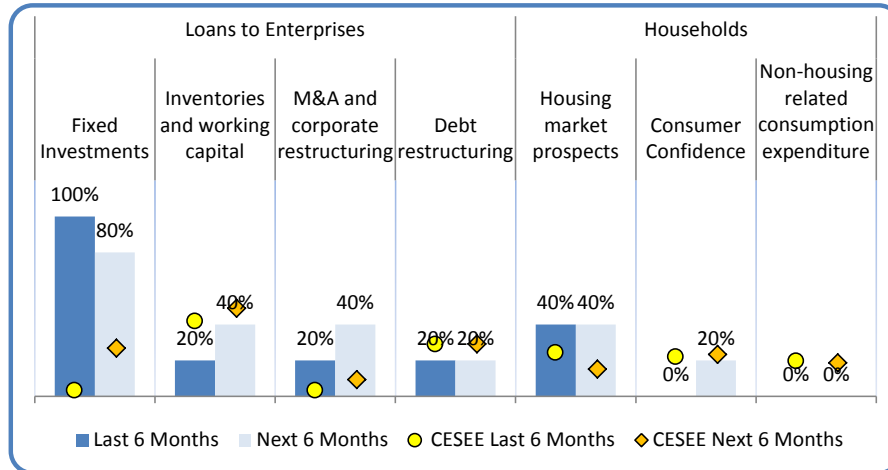 Loans to Enterprises
Households
Fixed
Investments
Inventories
and working
capital
M&A and
corporate
restructuring
Debt
restructuring
Housing
market
prospects
Consumer
Confidence
Non-housing
related
consumption
expenditure
100%
80%
20%
40%
20%
40%
20%
20%
40%
40%
0%
20%
0%
0%
Last 6 Months
Next 6 Months
CESEE Last 6 Months
CESEE Next 6 Months